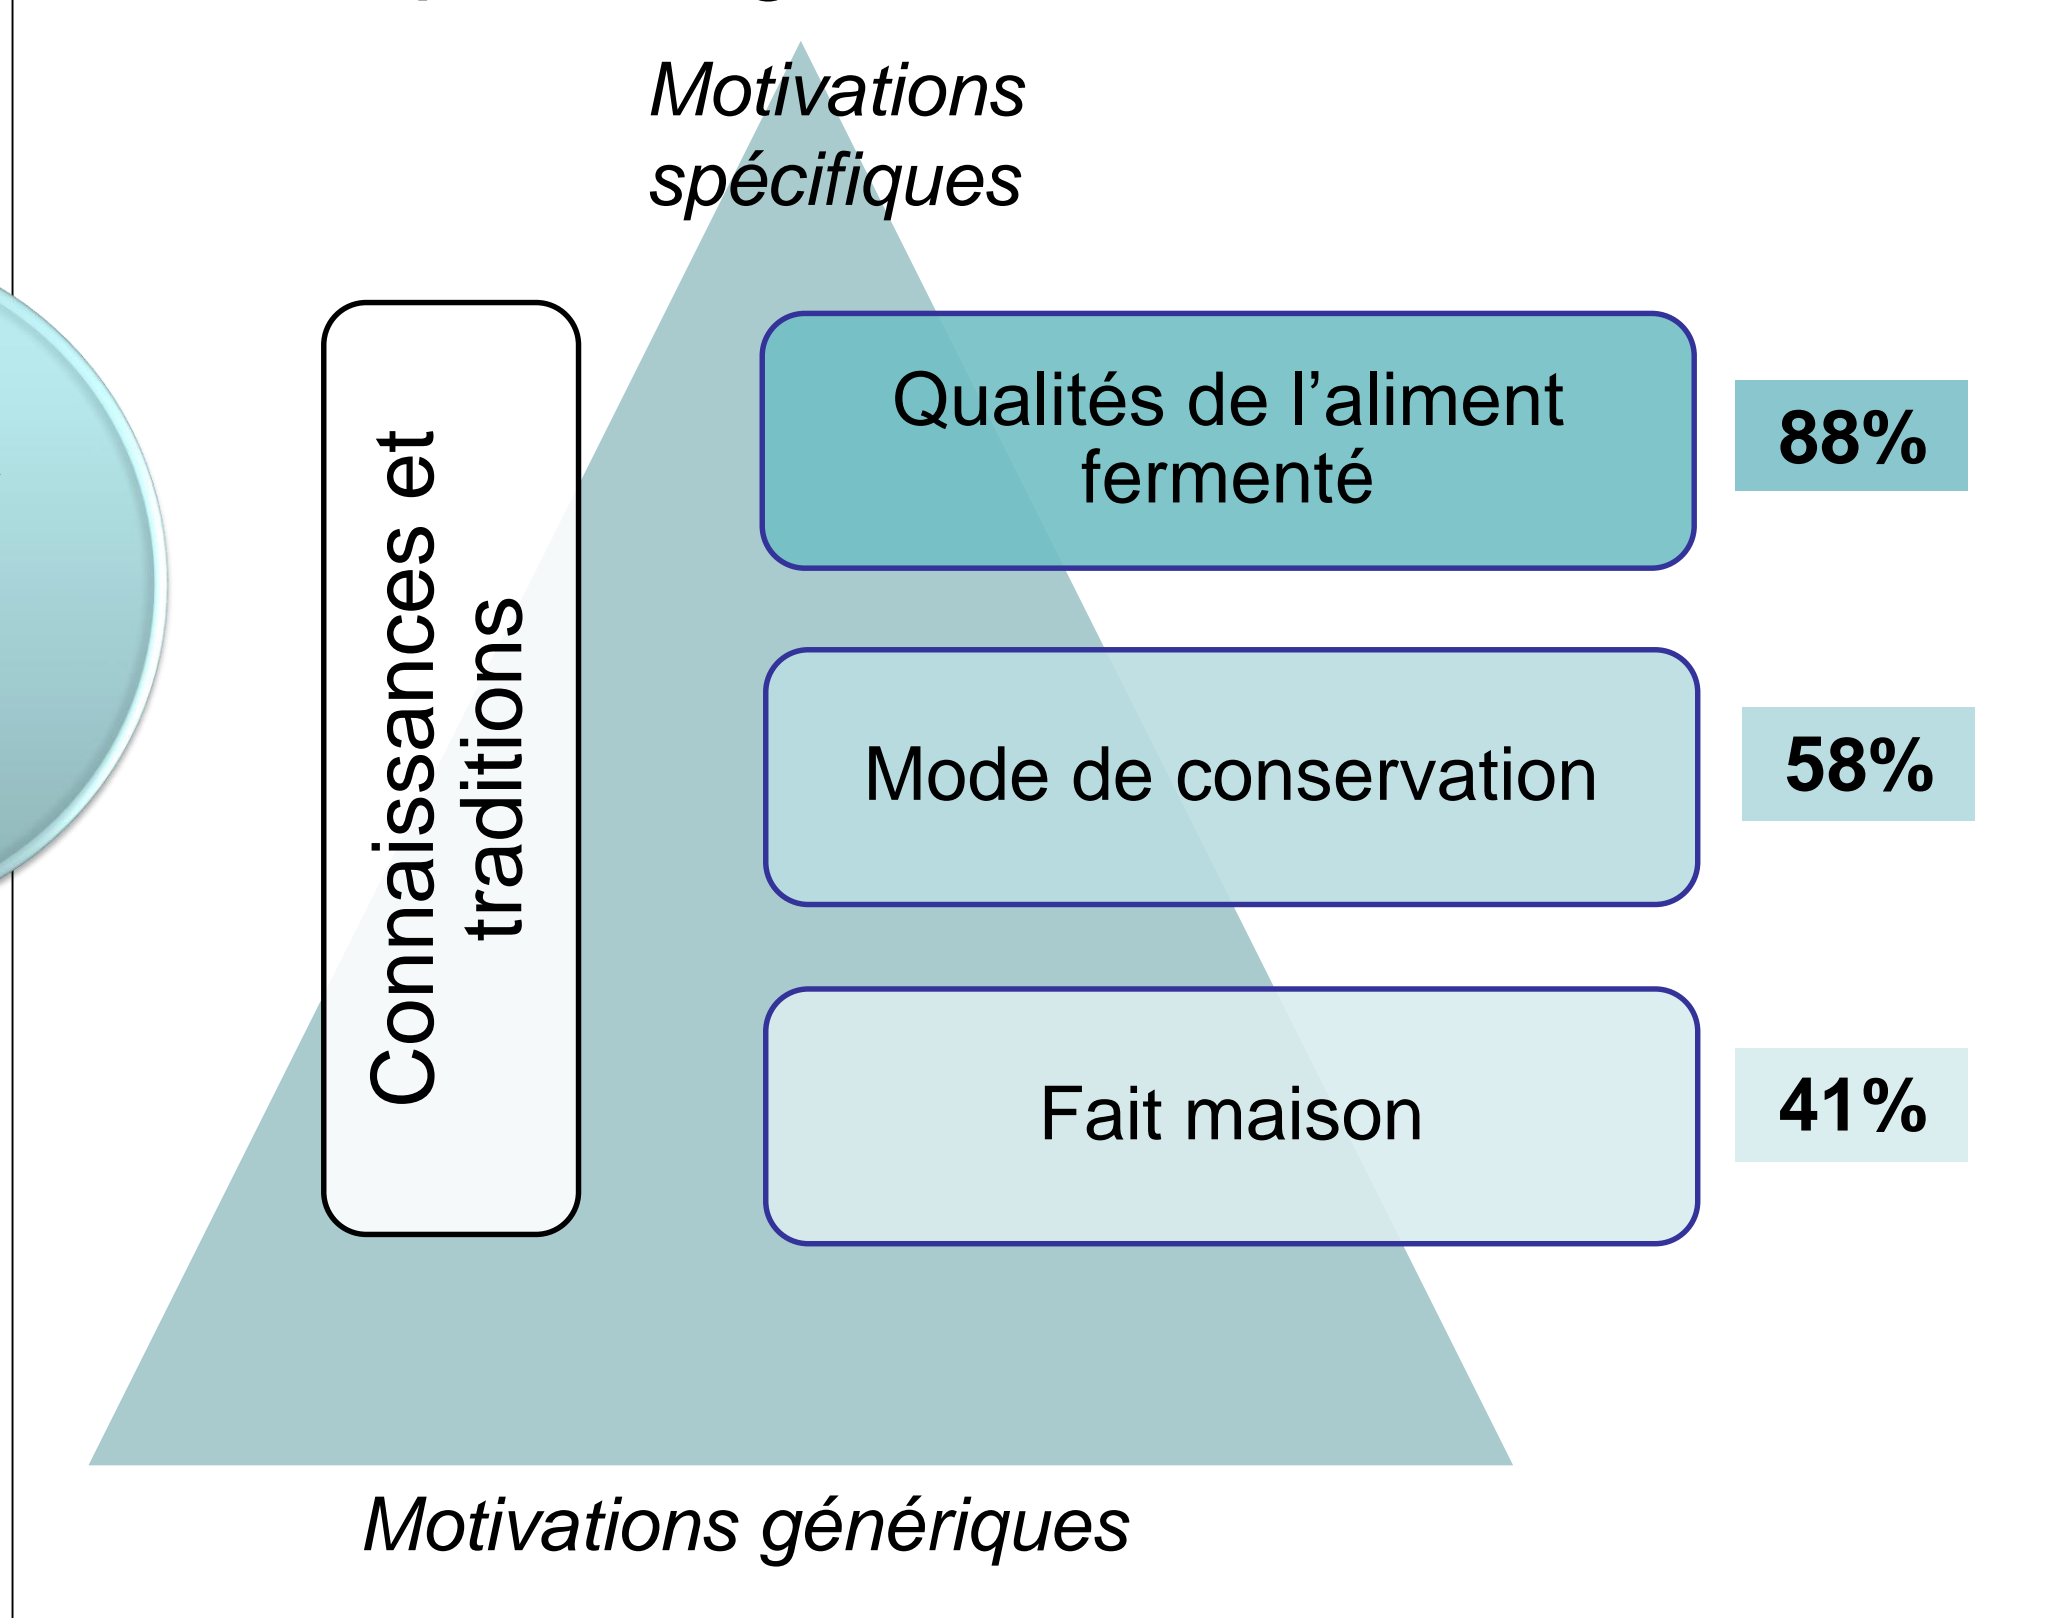 Motivations
spécifiques
Connaissances et
traditions
Qualités de l’aliment
fermenté
88%
Mode de conservation
58%
Fait maison
41%
Motivations génériques